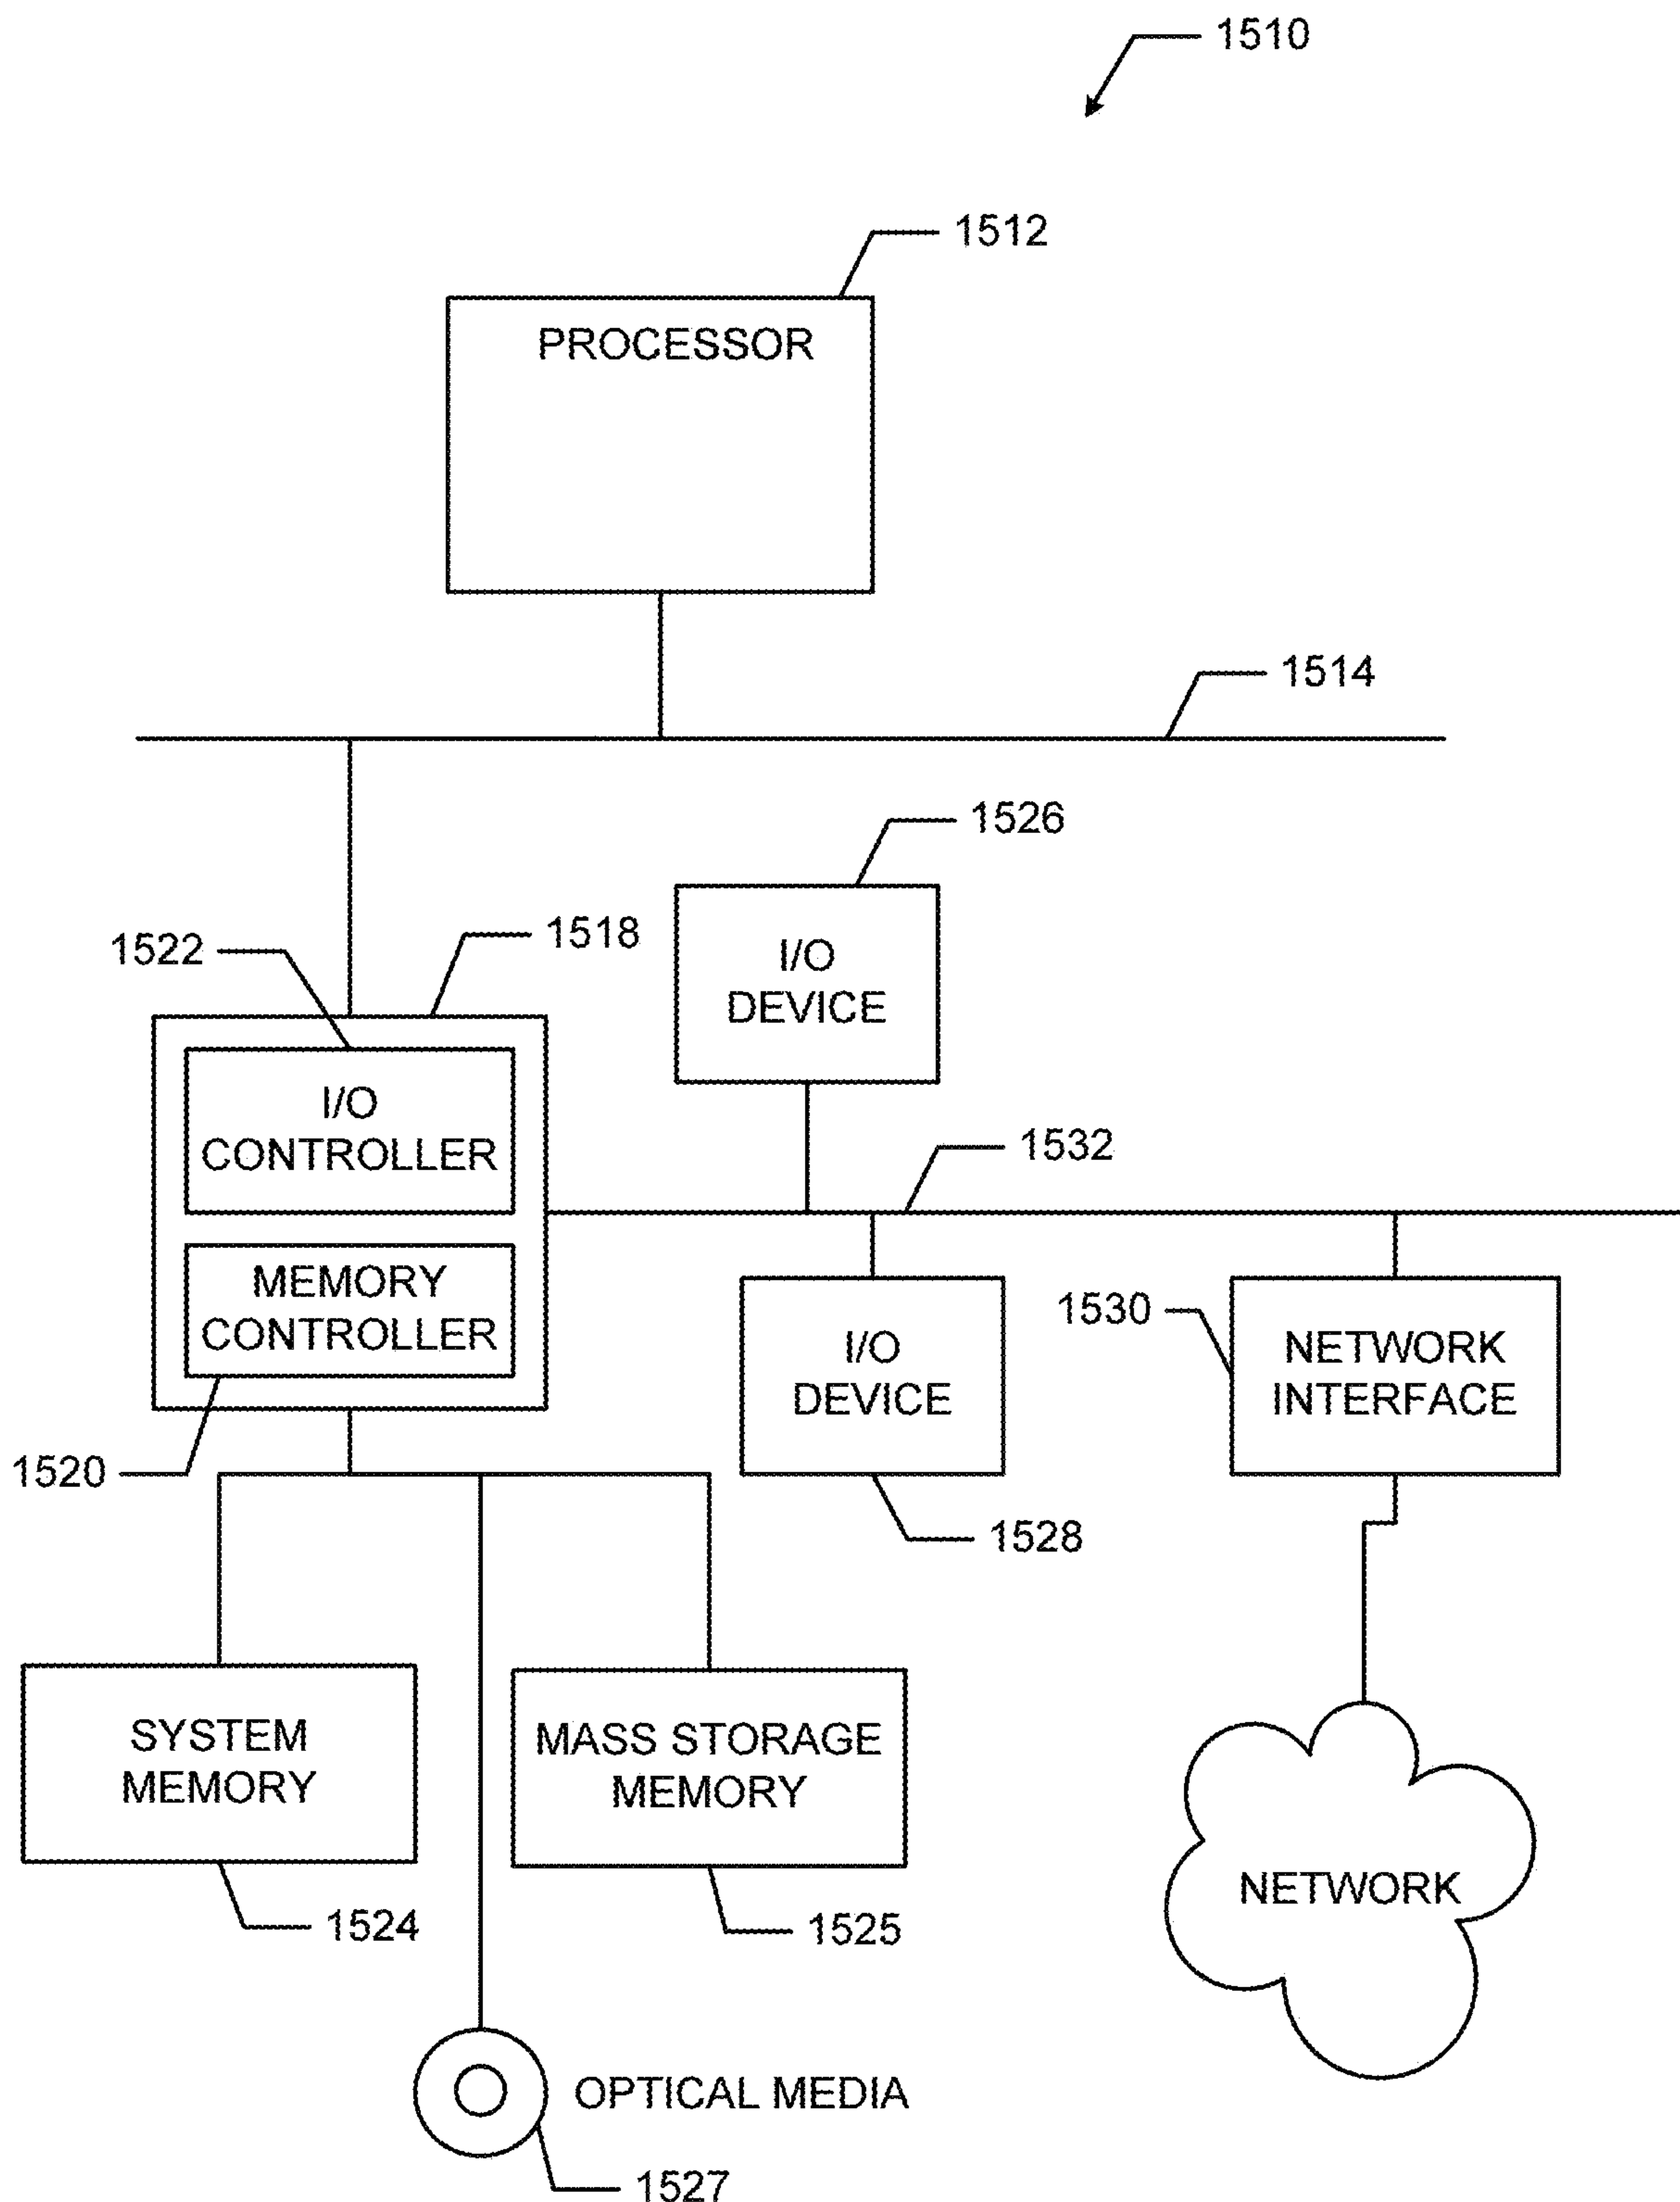 1510
1512
PROCESSOR
1514
1526
1518
1522
I/O
DEVICE
I/O
CONTROLLER
1532
MEMORY
CONTROLLER
1530
I/O
DEVICE
NETWORK
INTERFACE
1520
1528
SYSTEM
MEMORY
MASS STORAGE
MEMORY
NETWORK
1524
1525
OPTICAL MEDIA
1527